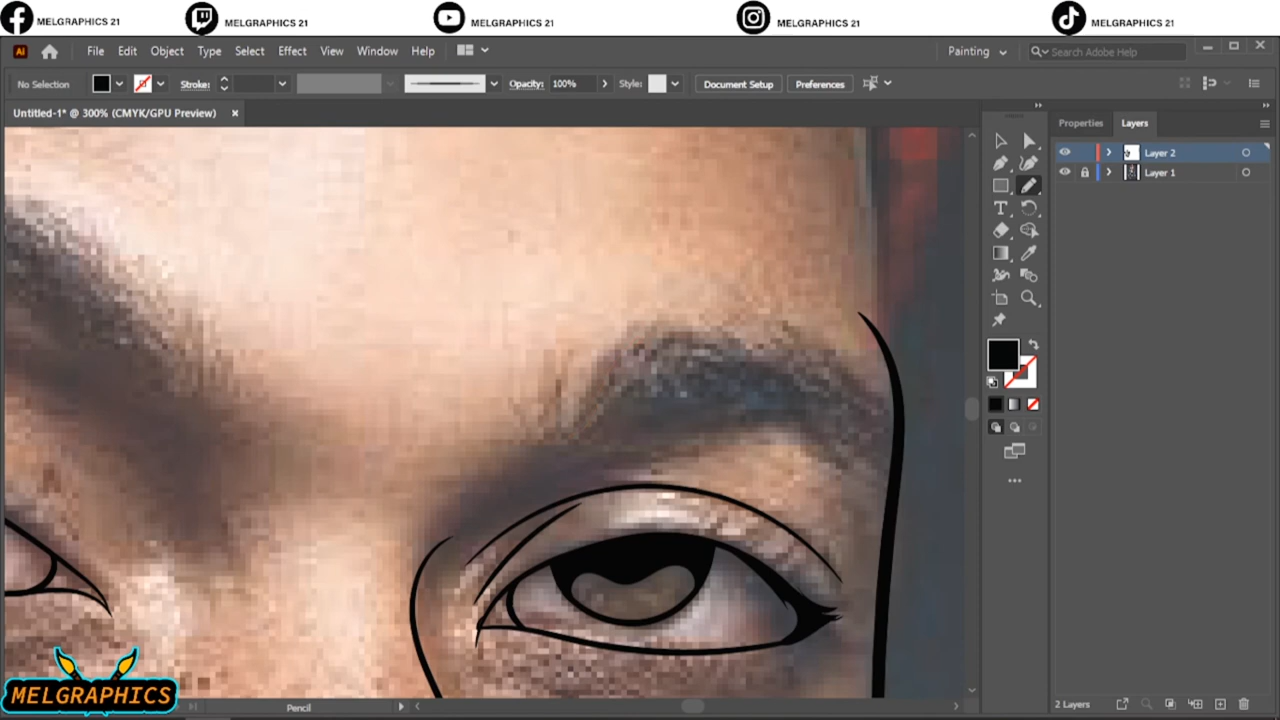 MELGRAPHICS 21
MELGRAPHICS 21
MELGRAPHICS 21
MELGRAPHICS 21
MELGRAPHICS 21
Ai File Edit Object Type Select Effect View Window Help Painting Search Adobe Help
No Selection Stroke: Opacity: 100% Style: Document Setup Preferences
Untitled-1* @ 300% (CMYK/GPU Preview)
Properties Layers
Layer 2
Layer 1
MELGRAPHICS
Pencil
2 Layers